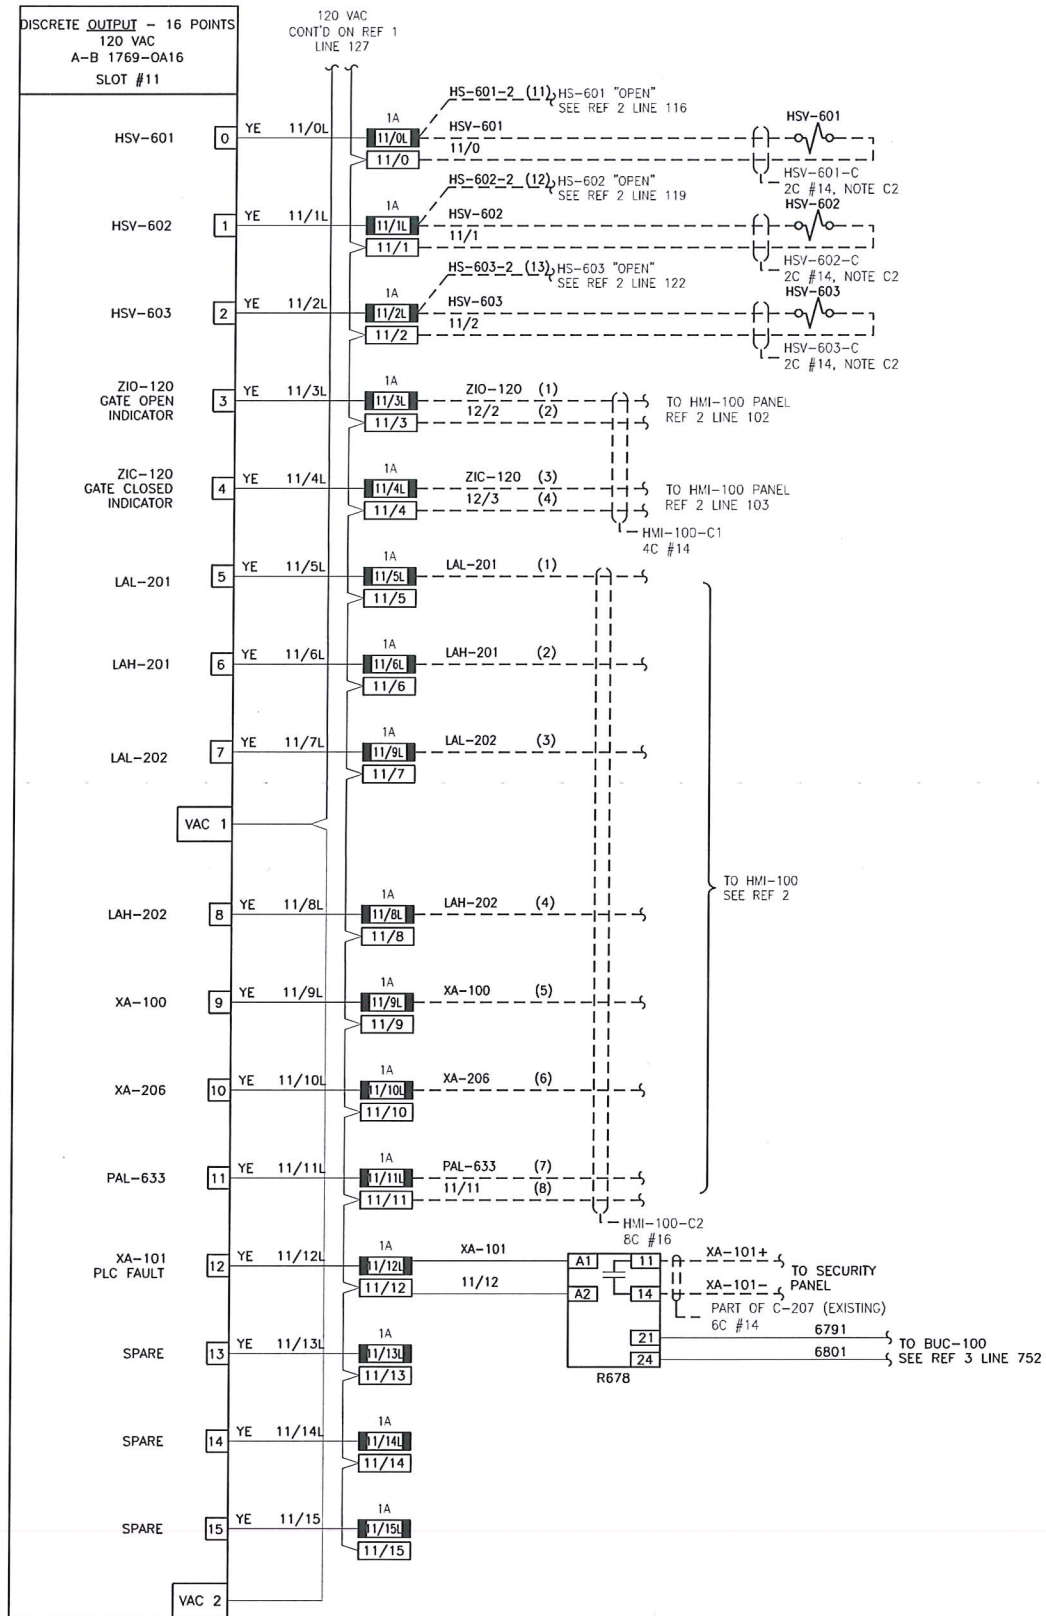 DISCRETE OUTPUT – 16 POINTS
120 VAC
A-B 1769-OA16
SLOT #11
120 VAC
CONT'D ON REF 1
LINE 127
HS-601-2 (11) HS-601 "OPEN"
SEE REF 2 LINE 116
HSV-601 0 YE 11/0L 1A 11/0L HSV-601 HSV-601
11/0 11/0
HSV-601-C
2C #14, NOTE C2
HS-602-2 (12) HS-602 "OPEN"
SEE REF 2 LINE 119
HSV-602 1 YE 11/1L 1A 11/1L HSV-602 HSV-602
11/1 11/1
HSV-602-C
2C #14, NOTE C2
HS-603-2 (13) HS-603 "OPEN"
SEE REF 2 LINE 122
HSV-603 2 YE 11/2L 1A 11/2L HSV-603 HSV-603
11/2 11/2
HSV-603-C
2C #14, NOTE C2
ZIO-120
GATE OPEN
INDICATOR
3 YE 11/3L 1A 11/3L ZIO-120 (1)
11/3 12/2 (2)
TO HMI-100 PANEL
REF 2 LINE 102
ZIC-120
GATE CLOSED
INDICATOR
4 YE 11/4L 1A 11/4L ZIC-120 (3)
11/4 12/3 (4)
TO HMI-100 PANEL
REF 2 LINE 103
HMI-100-C1
4C #14
LAL-201 5 YE 11/5L 1A 11/5L LAL-201 (1)
11/5
LAH-201 6 YE 11/6L 1A 11/6L LAH-201 (2)
11/6
LAL-202 7 YE 11/7L 1A 11/9L LAL-202 (3)
11/7
VAC 1
TO HMI-100
SEE REF 2
LAH-202 8 YE 11/8L 1A 11/8L LAH-202 (4)
11/8
XA-100 9 YE 11/9L 1A 11/9L XA-100 (5)
11/9
XA-206 10 YE 11/10L 1A 11/10L XA-206 (6)
11/10
PAL-633 11 YE 11/11L 1A 11/11L PAL-633 (7)
11/11 11/11 (8)
HMI-100-C2
8C #16
XA-101
PLC FAULT
12 YE 11/12L 1A 11/12L XA-101 A1 11 XA-101+
11/12 11/12 A2 14 XA-101-
TO SECURITY
PANEL
PART OF C-207 (EXISTING)
6C #14
21 6791
24 6801
TO BUC-100
SEE REF 3 LINE 752
R678
SPARE 13 YE 11/13L 1A 11/13L
11/13
SPARE 14 YE 11/14L 1A 11/14L
11/14
SPARE 15 YE 11/15 1A 11/15L
11/15
VAC 2